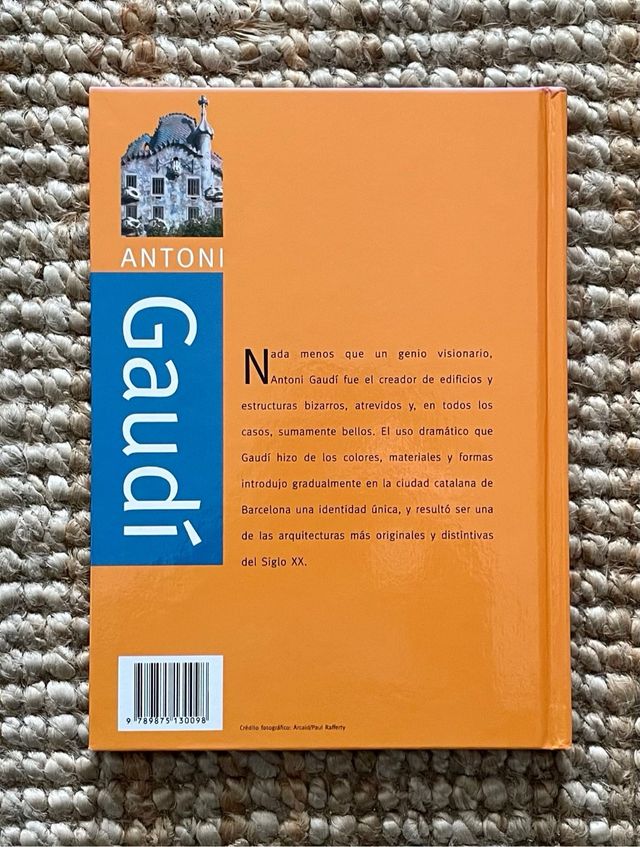 ANTONI
Gaudí
Nada menos que un genio visionario,
Antoni Gaudí fue el creador de edificios y
estructuras bizarros, atrevidos y, en todos los
casos, sumamente bellos. El uso dramático que
Gaudí hizo de los colores, materiales y formas
introdujo gradualmente en la ciudad catalana de
Barcelona una identidad única, y resultó ser una
de las arquitecturas más originales y distintivas
del Siglo XX.
9 789875 130098
Crédito fotográfico: Arcaid/Paul Rafferty